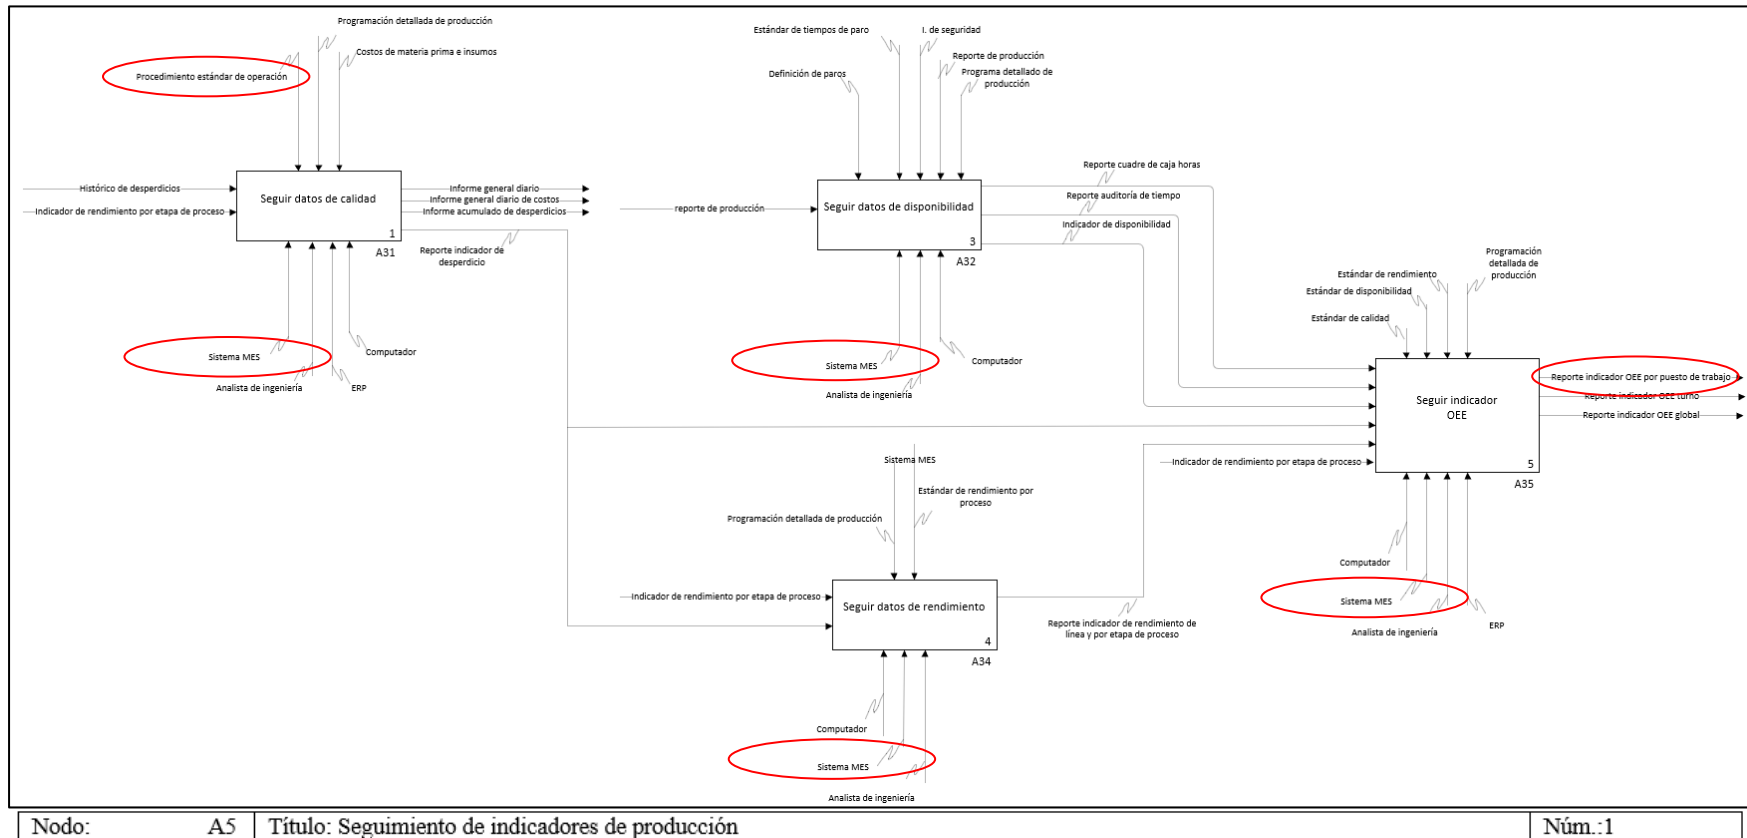 Programación detallada de producción
Costos de materia prima e insumos
Procedimiento estándar de operación
Histórico de desperdicios
Indicador de rendimiento por etapa de proceso
Seguir datos de calidad
1
A31
Informe general diario
Informe general diario de costos
Informe acumulado de desperdicios
Reporte indicador de
desperdicio
Sistema MES
Analista de ingeniería
ERP
Computador
Estándar de tiempos de paro
I. de seguridad
Reporte de producción
Definición de paros
Programa detallado de
producción
reporte de producción
Seguir datos de disponibilidad
3
A32
Reporte cuadre de caja horas
Reporte auditoría de tiempo
Indicador de disponibilidad
Sistema MES
Computador
Analista de ingeniería
Programación
detallada de
producción
Estándar de rendimiento
Estándar de disponibilidad
Estándar de calidad
Seguir indicador
OEE
5
A35
Reporte indicador OEE por puesto de trabajo
Reporte indicador OEE turno
Reporte indicador OEE global
Indicador de rendimiento por etapa de proceso
Computador
Sistema MES
Analista de ingeniería
ERP
Sistema MES
Estándar de rendimiento por
proceso
Programación detallada de producción
Indicador de rendimiento por etapa de proceso
Seguir datos de rendimiento
4
A34
Reporte indicador de rendimiento de
línea y por etapa de proceso
Computador
Sistema MES
Analista de ingeniería
Nodo: A5 Título: Seguimiento de indicadores de producción Núm.:1